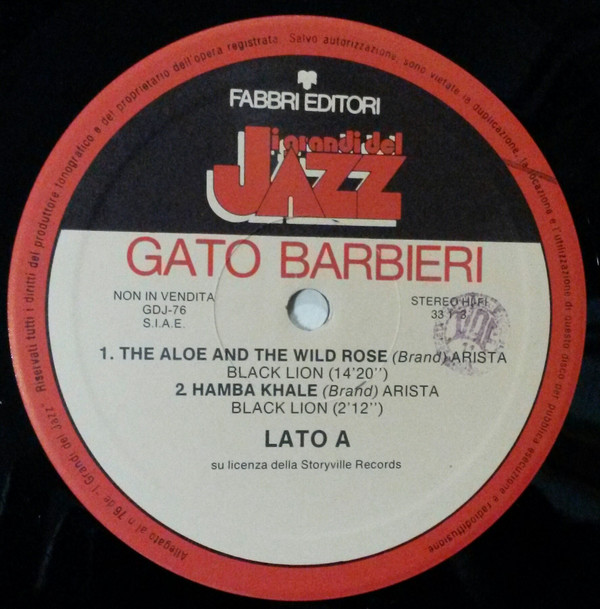 Riservati tutti i diritti del produttore fonografico e del proprietario dell'opera registrata. Salvo autorizzazione, sono vietate la duplicazione, la locazione e l'utilizzazione di questo disco per pubblica esecuzione e radiodiffusione.
FABBRI EDITORI
i grandi del
JAZZ
GATO BARBIERI
NON IN VENDITA
GDJ-76
S.I.A.E.
STEREO HI-FI
33 1/3
1. THE ALOE AND THE WILD ROSE (Brand) ARISTA
BLACK LION (14'20'')
2. HAMBA KHALE (Brand) ARISTA
BLACK LION (2'12'')
LATO A
su licenza della Storyville Records
Allegato al n. 76 de "I Grandi del Jazz"